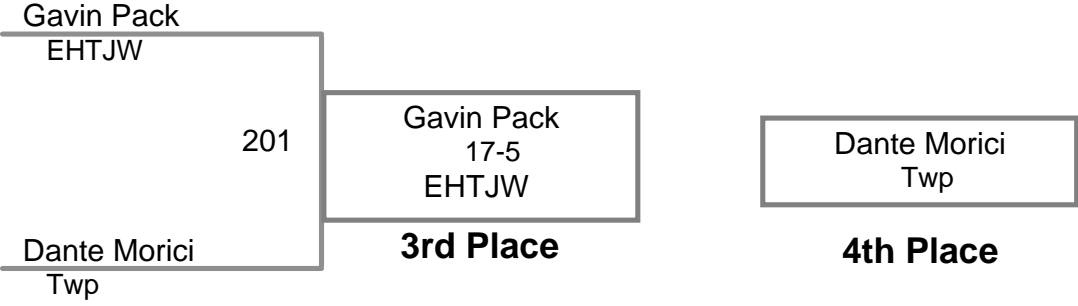 Gavin Pack
EHTJW
201
Gavin Pack
17-5
EHTJW
3rd Place
Dante Morici
Twp
Dante Morici
Twp
4th Place